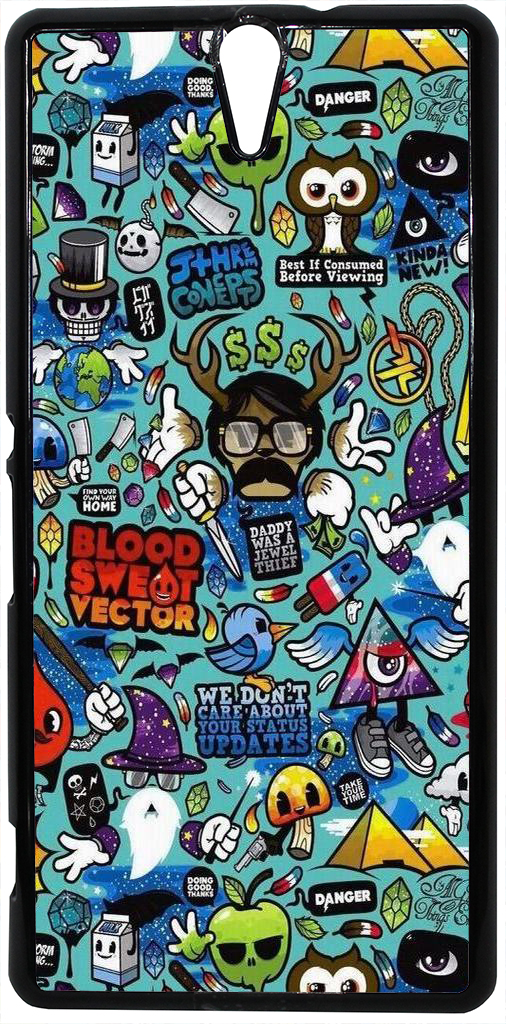 DOING
GOOD,
THANKS
DANGER
MILK
KINDA
NEW!
J+HREE
CONCEPTS
Best If Consumed
Before Viewing
$$$
FIND YOUR
OWN WAY
HOME
DADDY
WAS A
JEWEL
THIEF
BLOOD
SWEAT
VECTOR
WE DON'T
CARE ABOUT
YOUR STATUS
UPDATES
TAKE
YOUR
TIME
DOING
GOOD,
THANKS
DANGER
MILK